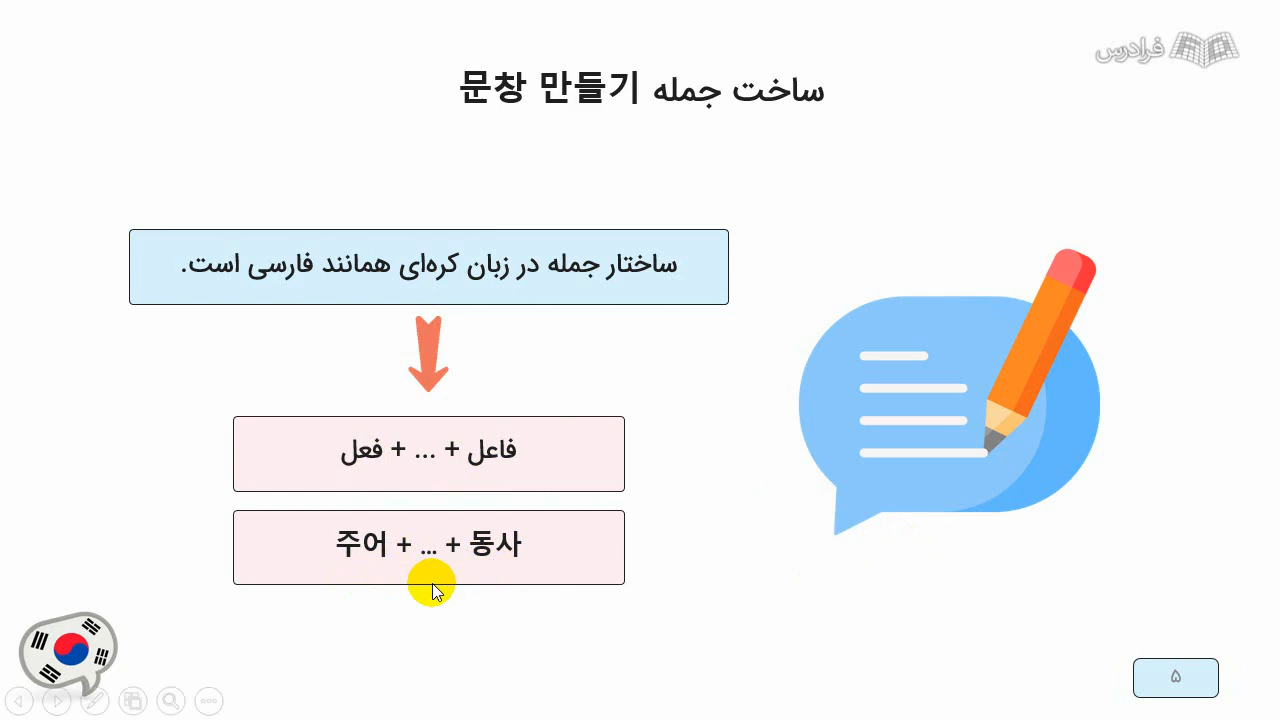 فرادرس
ساخت جمله 문창 만들기
ساختار جمله در زبان کره‌ای همانند فارسی است.
فاعل + ... + فعل
주어 + ... + 동사
۵